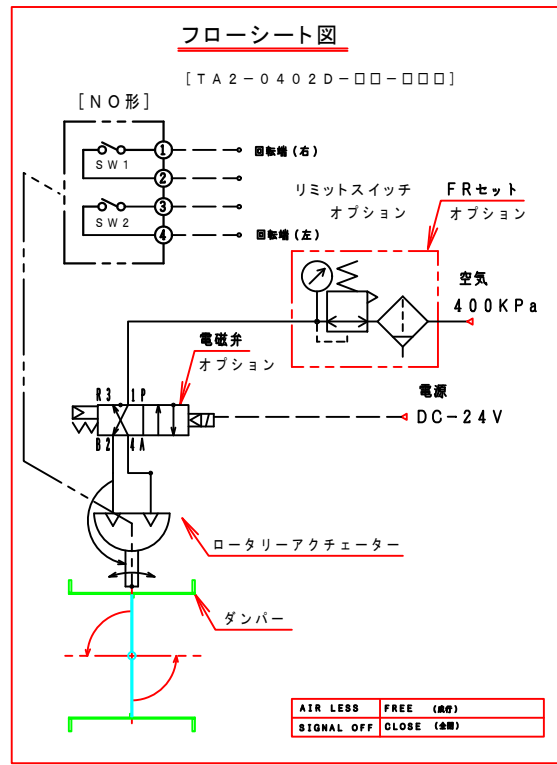 フローシート図
[TA2-0402D-□□-□□□]
[NO形]
1
SW1
回転端(右)
2
3
SW2
4
回転端(左)
リミットスイッチ
オプション
FRセット
オプション
空気
400KPa
電磁弁
オプション
R3 1P
B2 4A
電源
DC-24V
ロータリーアクチェーター
ダンパー
AIR LESS FREE (成行)
SIGNAL OFF CLOSE (全閉)